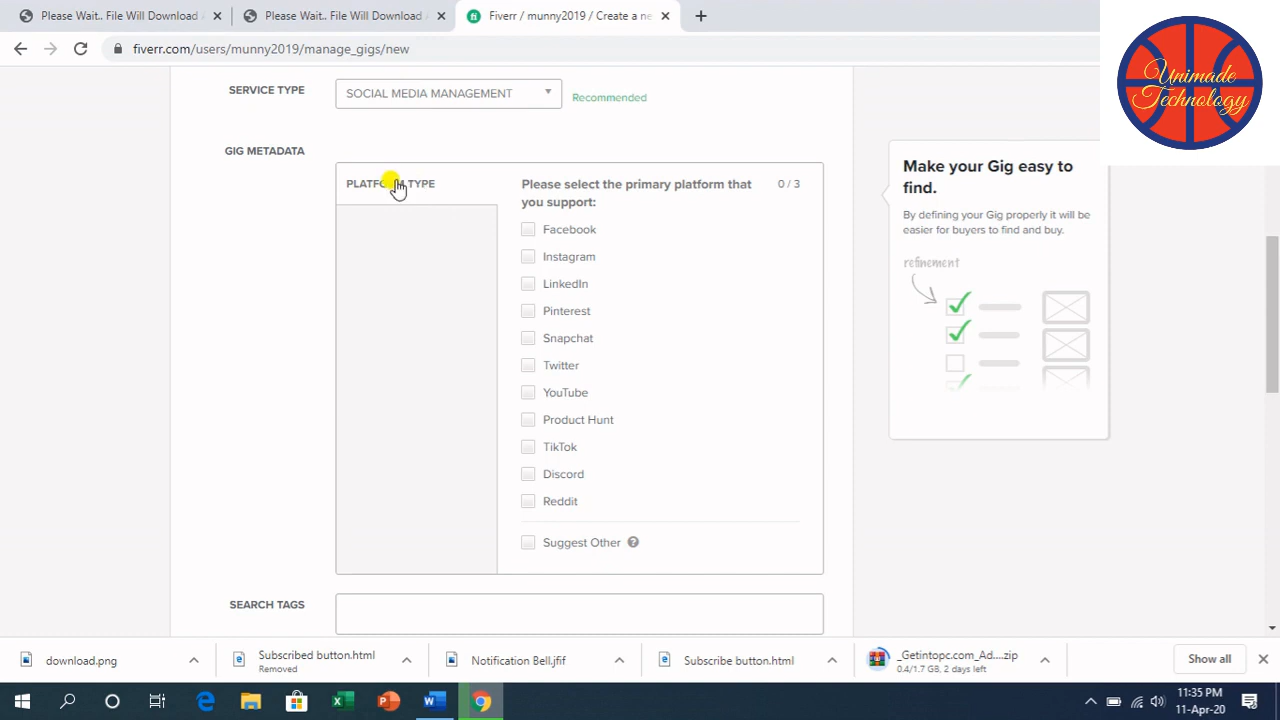 Please Wait.. File Will Download A
Please Wait.. File Will Download A
Fiverr / munny2019 / Create a ne
fiverr.com/users/munny2019/manage_gigs/new
Unimade
Technology
SERVICE TYPE
SOCIAL MEDIA MANAGEMENT
Recommended
GIG METADATA
PLATFORM TYPE
Please select the primary platform that
you support:
0 / 3
Facebook
Instagram
LinkedIn
Pinterest
Snapchat
Twitter
YouTube
Product Hunt
TikTok
Discord
Reddit
Suggest Other
Make your Gig easy to
find.
By defining your Gig properly it will be
easier for buyers to find and buy.
refinement
SEARCH TAGS
download.png
Subscribed button.html
Removed
Notification Bell.jfif
Subscribe button.html
_Getintopc.com_Ad....zip
0.4/1.7 GB, 2 days left
Show all
11:35 PM
11-Apr-20